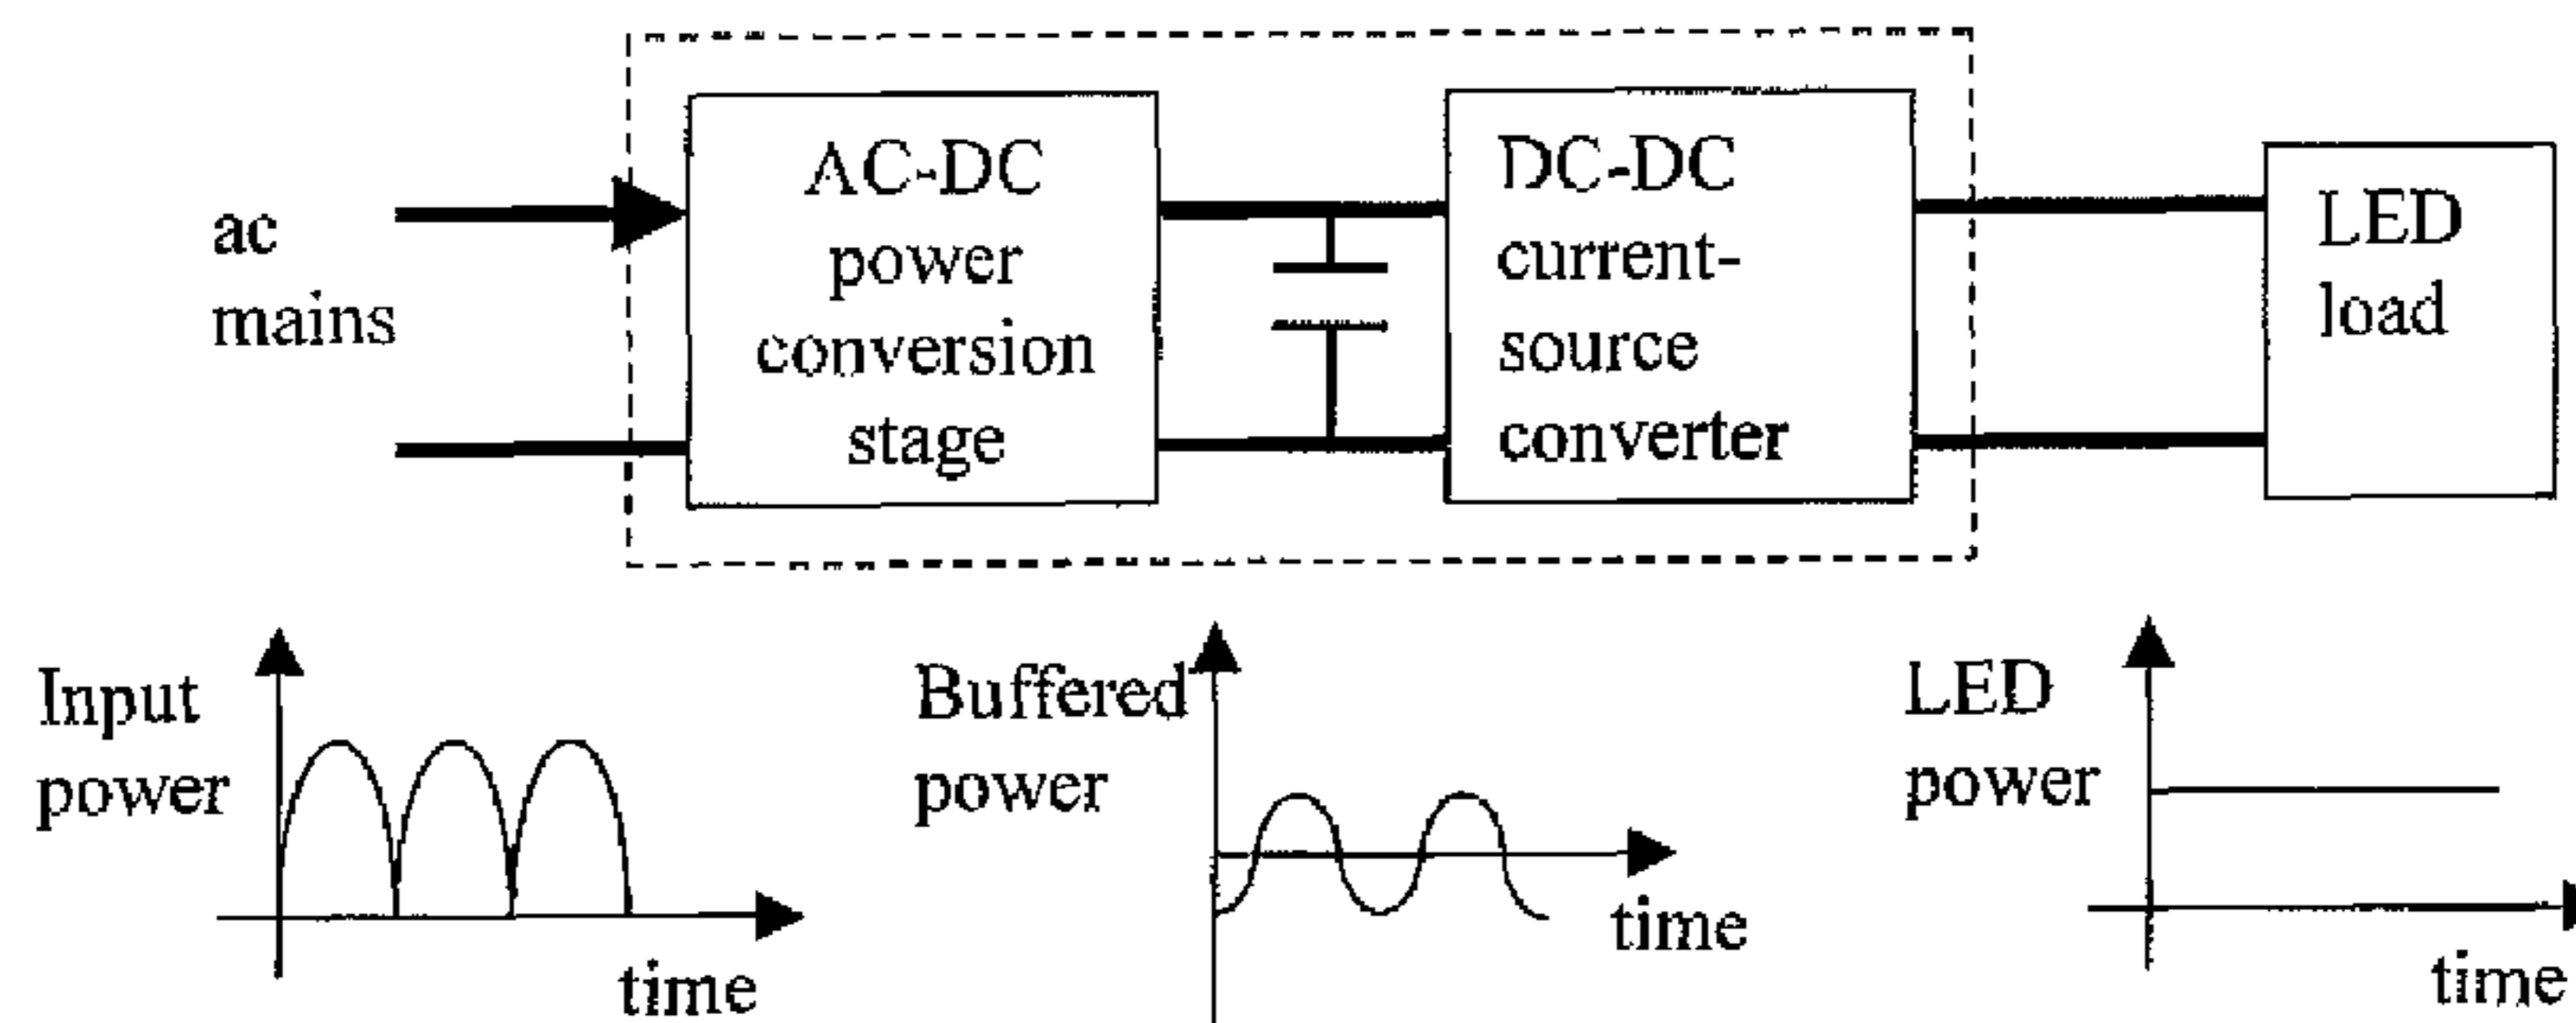 ac
mains
AC-DC
power
conversion
stage
DC-DC
current-
source
converter
LED
load
Input
power
time
Buffered
power
time
LED
power
time